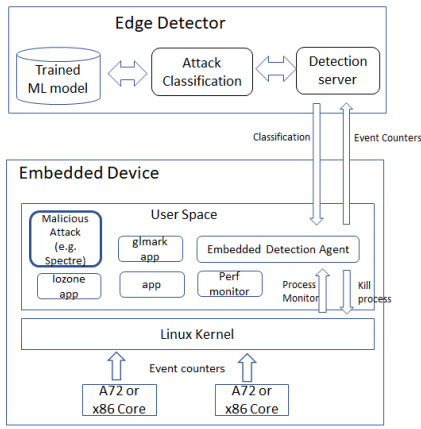 Edge Detector
Trained
ML model
Attack
Classification
Detection
server
Classification
Event Counters
Embedded Device
User Space
Malicious
Attack
(e.g.
Spectre)
glmark
app
Embedded Detection Agent
lozone
app
app
Perf
monitor
Process
Monitor
Kill
process
Linux Kernel
Event counters
A72 or
x86 Core
A72 or
x86 Core